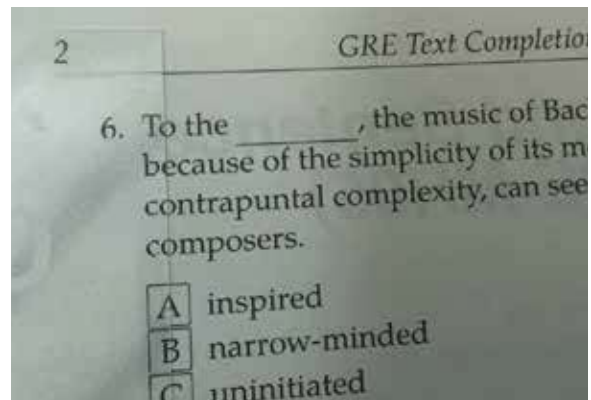 2
GRE Text Completio
6. To the ________, the music of Bac
because of the simplicity of its m
contrapuntal complexity, can see
composers.
A inspired
B narrow-minded
C uninitiated